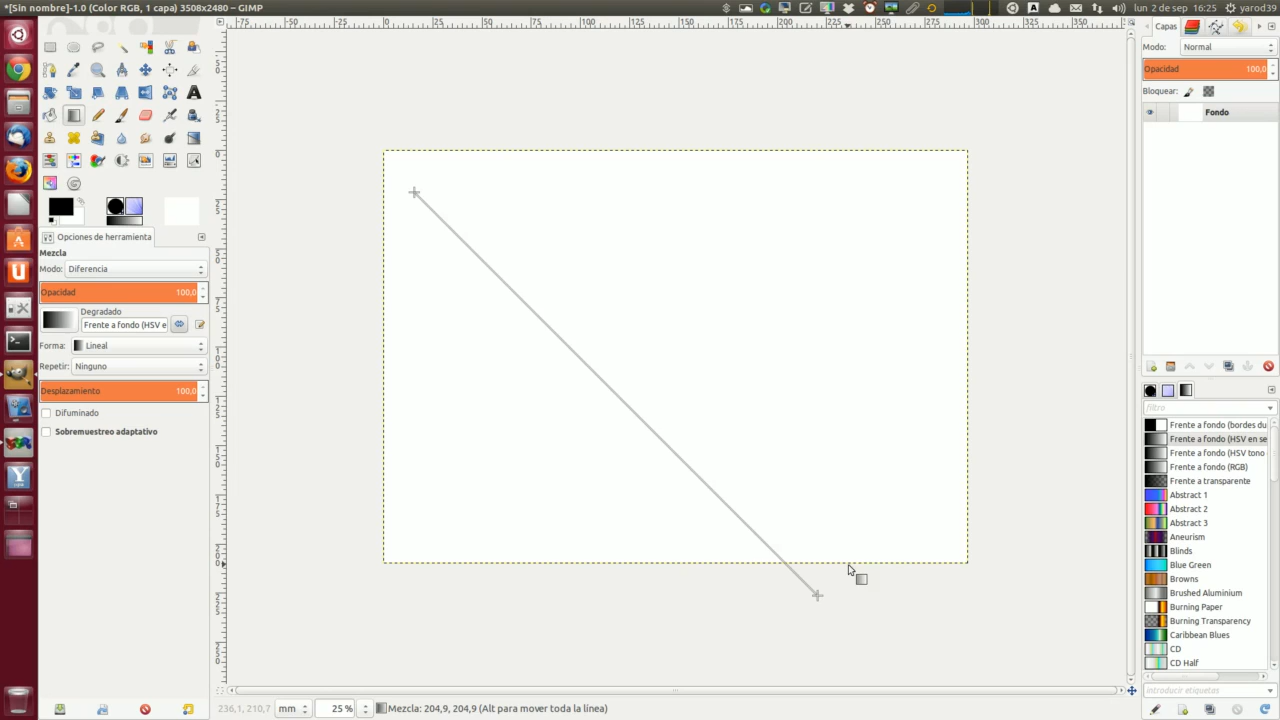 *[Sin nombre]-1.0 (Color RGB, 1 capa) 3508x2480 – GIMP
lun 2 de sep 16:25
yarod39
Opciones de herramienta
Mezcla
Modo: Diferencia
Opacidad 100,0
Degradado
Frente a fondo (HSV e
Forma: Lineal
Repetir: Ninguno
Desplazamiento 100,0
Difuminado
Sobremuestreo adaptativo
236,1, 210,7 mm 25 % Mezcla: 204,9, 204,9 (Alt para mover toda la línea)
Capas
Modo: Normal
Opacidad 100,0
Bloquear:
Fondo
filtro
Frente a fondo (bordes du
Frente a fondo (HSV en se
Frente a fondo (HSV tono
Frente a fondo (RGB)
Frente a transparente
Abstract 1
Abstract 2
Abstract 3
Aneurism
Blinds
Blue Green
Browns
Brushed Aluminium
Burning Paper
Burning Transparency
Caribbean Blues
CD
CD Half
introducir etiquetas